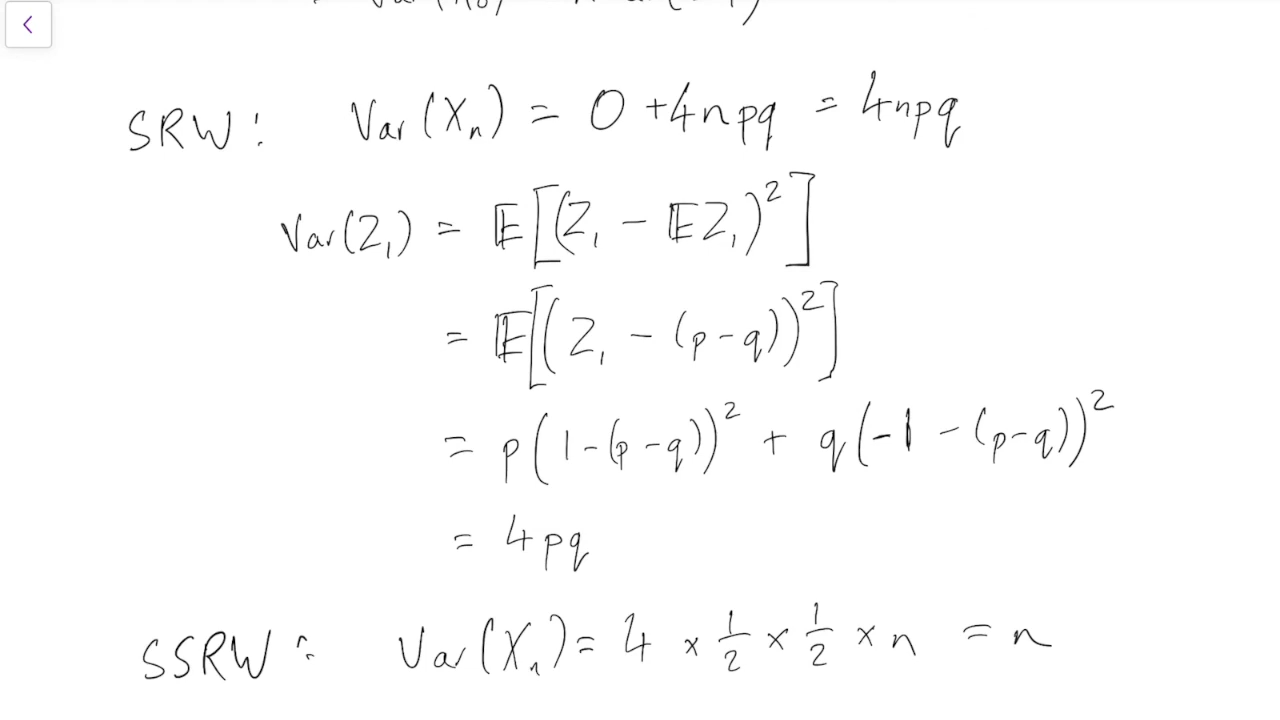 SRW: Var(Xₙ) = 0 + 4npq = 4npq
Var(Z₁) = 𝔼[(Z₁ − 𝔼Z₁)²]
= 𝔼[(Z₁ − (p−q))²]
= p(1−(p−q))² + q(−1−(p−q))²
= 4pq
SSRW: Var(Xₙ) = 4 × 1/2 × 1/2 × n = n